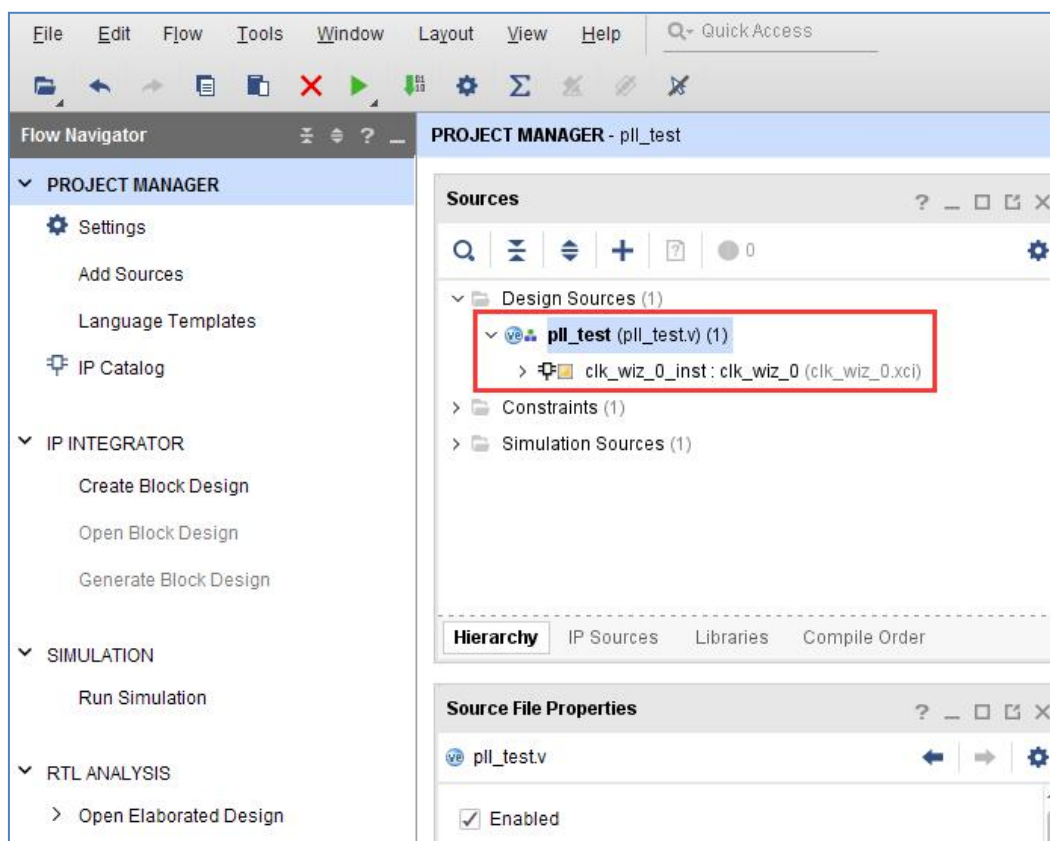 File Edit Flow Tools Window Layout View Help Quick Access
Flow Navigator
PROJECT MANAGER
Settings
Add Sources
Language Templates
IP Catalog
IP INTEGRATOR
Create Block Design
Open Block Design
Generate Block Design
SIMULATION
Run Simulation
RTL ANALYSIS
Open Elaborated Design
PROJECT MANAGER - pll_test
Sources
0
Design Sources (1)
pll_test (pll_test.v) (1)
clk_wiz_0_inst : clk_wiz_0 (clk_wiz_0.xci)
Constraints (1)
Simulation Sources (1)
Hierarchy IP Sources Libraries Compile Order
Source File Properties
pll_test.v
Enabled